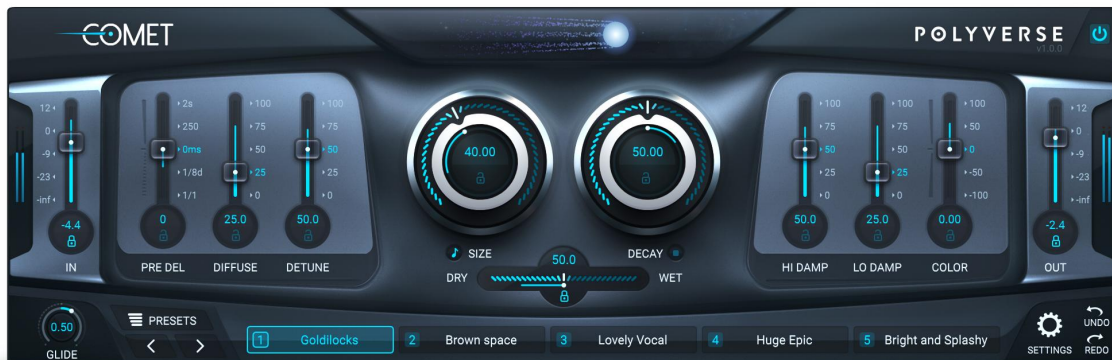 COMET
POLYVERSE
v1.0.0
12
0
-9
-23
-inf
-4.4
IN
2s
250
0ms
1/8d
1/1
0
PRE DEL
100
75
50
25
0
25.0
DIFFUSE
100
75
50
25
0
50.0
DETUNE
40.00
SIZE
50.00
DECAY
50.0
DRY
WET
100
75
50
25
0
50.0
HI DAMP
100
75
50
25
0
25.0
LO DAMP
100
50
0
-50
-100
0.00
COLOR
12
0
-9
-23
-inf
-2.4
OUT
0.50
GLIDE
PRESETS
1 Goldilocks
2 Brown space
3 Lovely Vocal
4 Huge Epic
5 Bright and Splashy
SETTINGS
UNDO
REDO